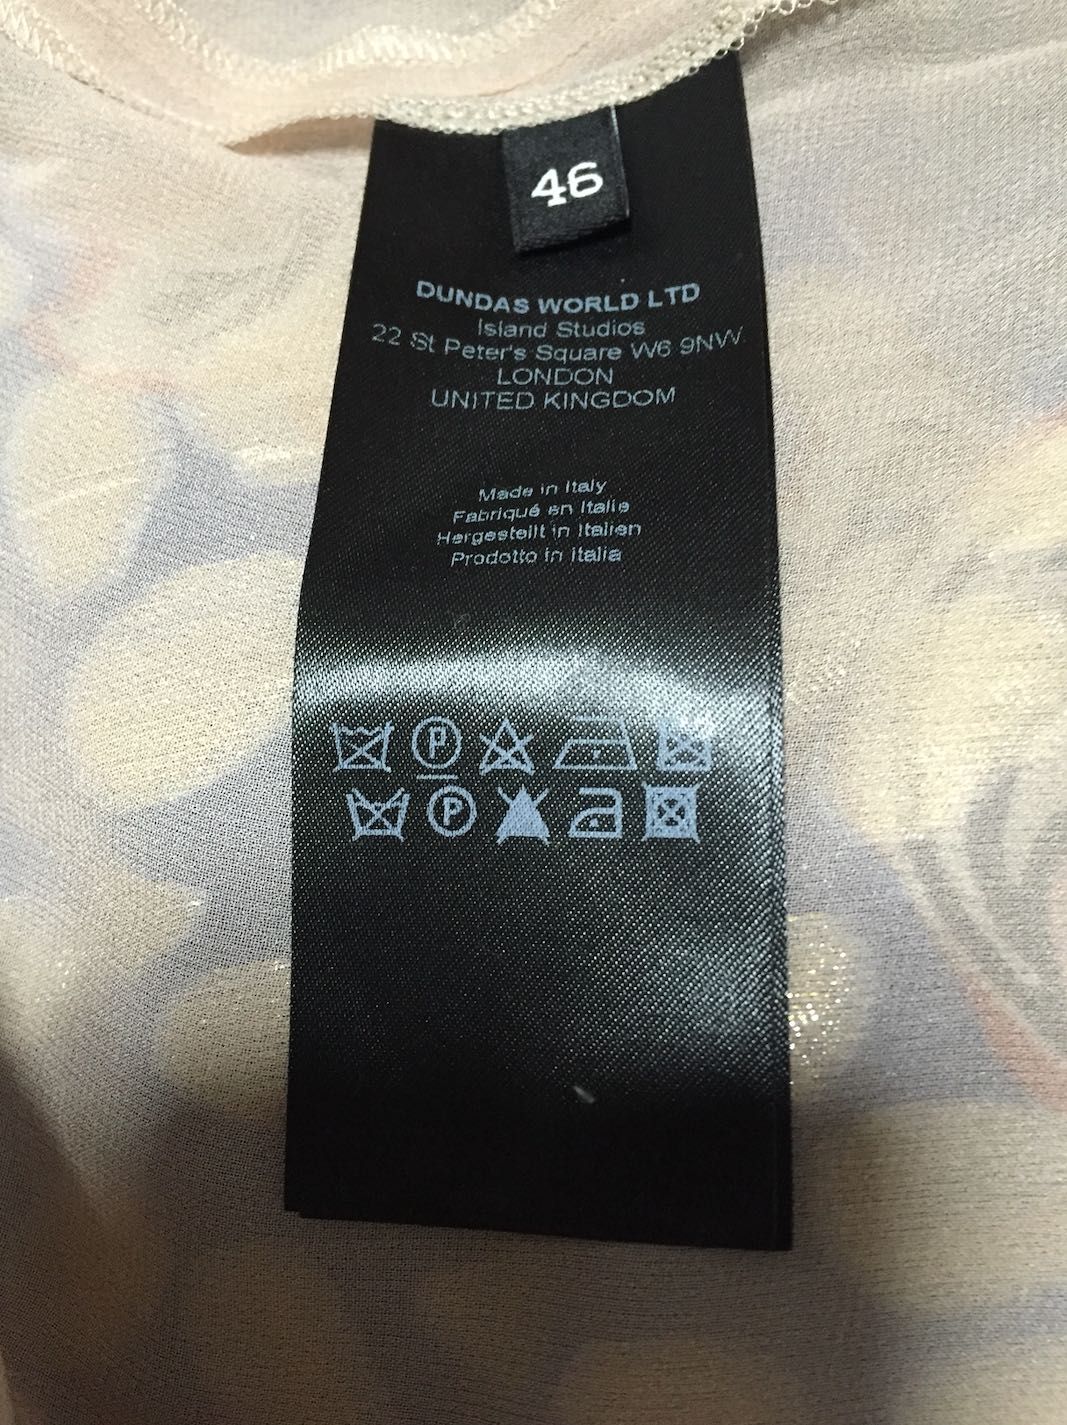 46
DUNDAS WORLD LTD
Island Studios
22 St Peter's Square W6 9NW
LONDON
UNITED KINGDOM
Made in Italy
Fabriqué en Italie
Hergestellt in Italien
Prodotto in Italia
P
P